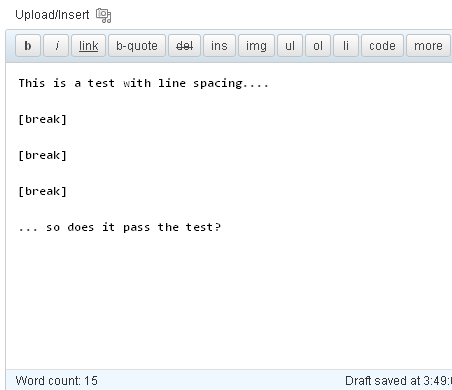 Upload/Insert
b i link b-quote del ins img ul ol li code more
This is a test with line spacing....
[break]
[break]
[break]
... so does it pass the test?
Word count: 15 Draft saved at 3:49: